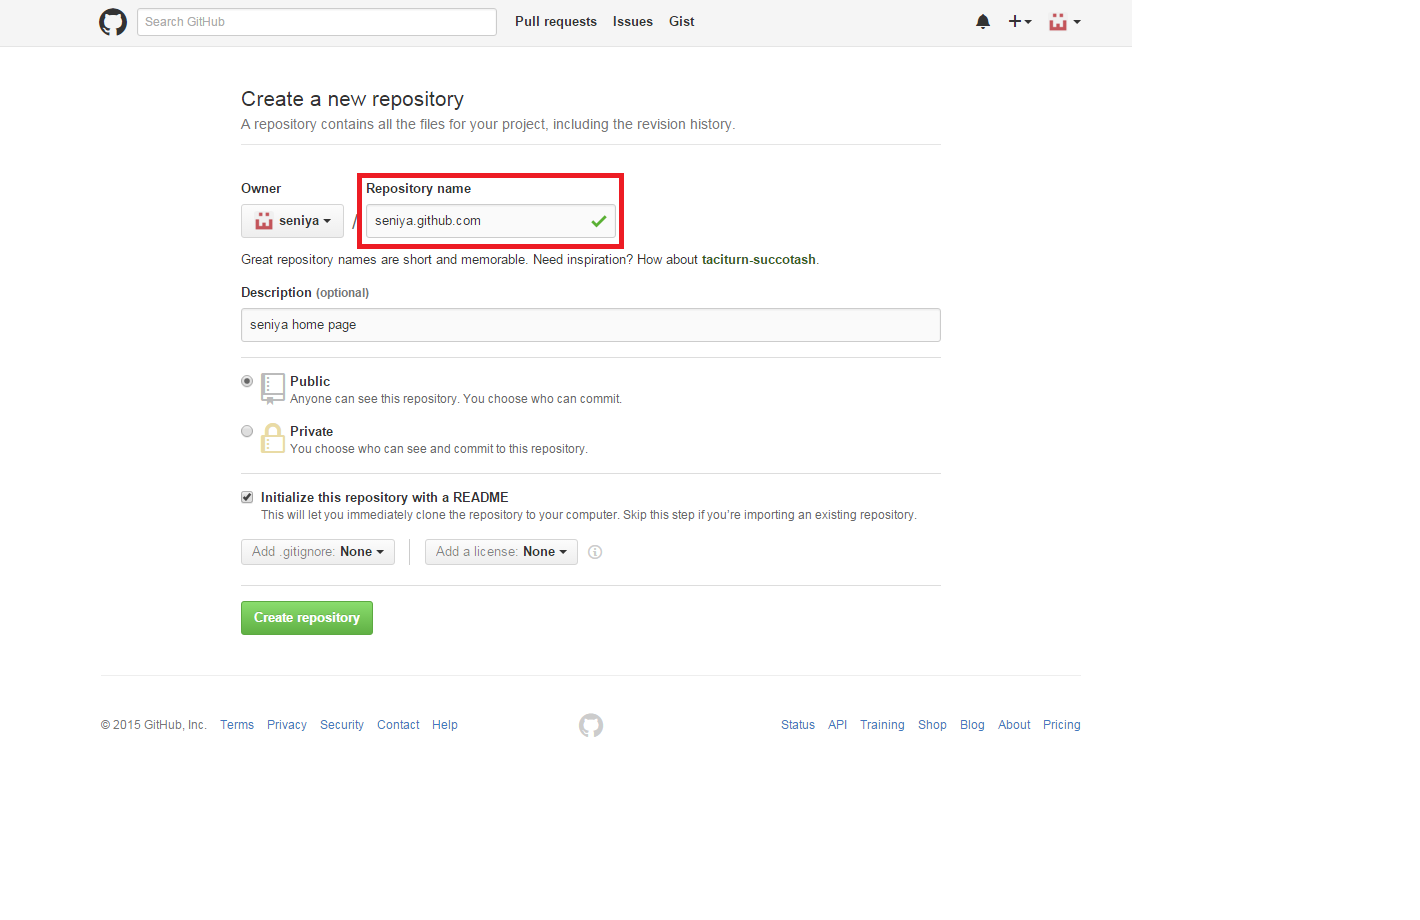 Search GitHub Pull requests Issues Gist
Create a new repository
A repository contains all the files for your project, including the revision history.
Owner Repository name
seniya / seniya.github.com
Great repository names are short and memorable. Need inspiration? How about taciturn-succotash.
Description (optional)
seniya home page
Public
Anyone can see this repository. You choose who can commit.
Private
You choose who can see and commit to this repository.
Initialize this repository with a README
This will let you immediately clone the repository to your computer. Skip this step if you're importing an existing repository.
Add .gitignore: None Add a license: None
Create repository
© 2015 GitHub, Inc. Terms Privacy Security Contact Help Status API Training Shop Blog About Pricing